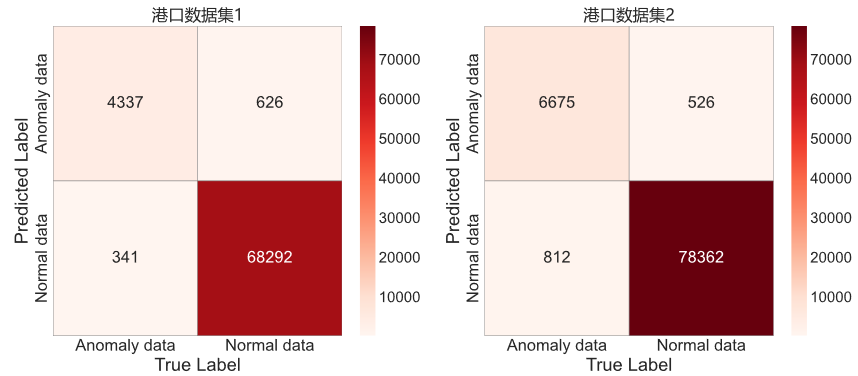 港口数据集1
Predicted Label
Anomaly data
Normal data
4337
626
341
68292
Anomaly data
Normal data
True Label
70000
60000
50000
40000
30000
20000
10000
港口数据集2
Predicted Label
Anomaly data
Normal data
6675
526
812
78362
Anomaly data
Normal data
True Label
70000
60000
50000
40000
30000
20000
10000